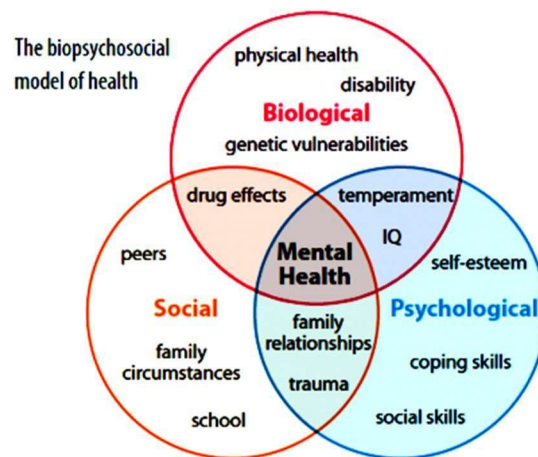 The biopsychosocial
model of health
physical health
disability
Biological
genetic vulnerabilities
drug effects
temperament
IQ
Mental
Health
peers
self-esteem
Social
Psychological
family
relationships
family
circumstances
coping skills
trauma
school
social skills